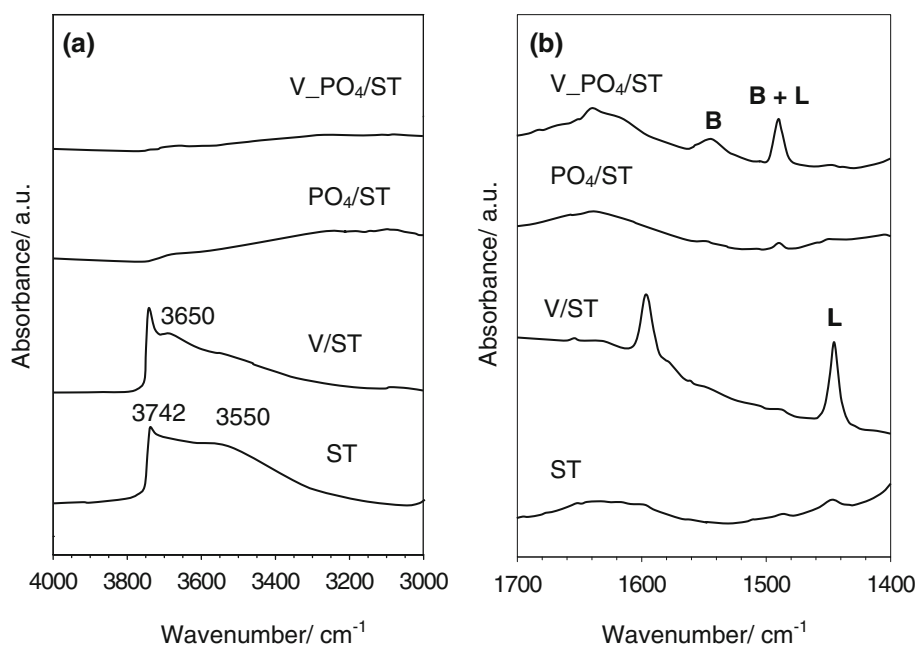 (a)
V_PO₄/ST
PO₄/ST
3650
V/ST
3742 3550
ST
Absorbance/ a.u.
4000 3800 3600 3400 3200 3000
Wavenumber/ cm⁻¹
(b)
V_PO₄/ST
B + L
B
PO₄/ST
V/ST
L
ST
Absorbance/ a.u.
1700 1600 1500 1400
Wavenumber/ cm⁻¹